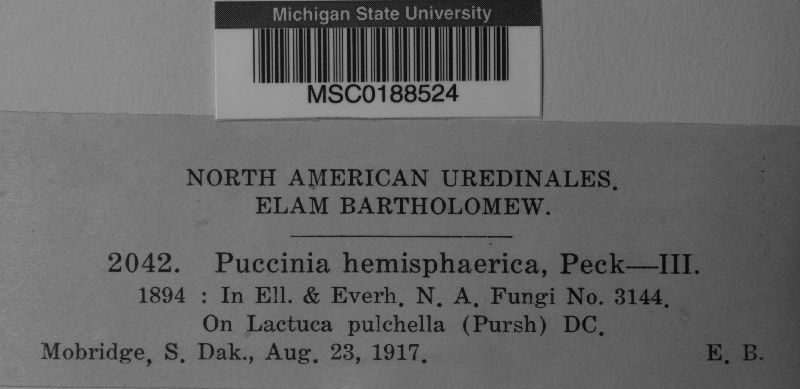 Michigan State University
MSC0188524
NORTH AMERICAN UREDINALES.
ELAM BARTHOLOMEW.
2042. Puccinia hemisphaerica, Peck—III.
1894 : In Ell. & Everh. N. A. Fungi No. 3144.
On Lactuca pulchella (Pursh) DC.
Mobridge, S. Dak., Aug. 23, 1917. E. B.